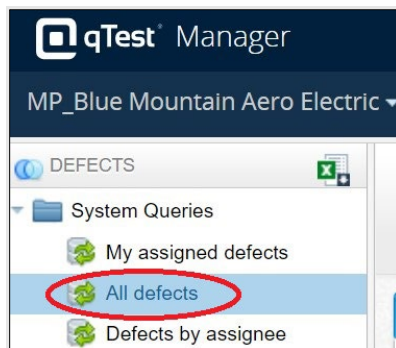 qTest Manager
MP_Blue Mountain Aero Electric
DEFECTS
System Queries
My assigned defects
All defects
Defects by assignee